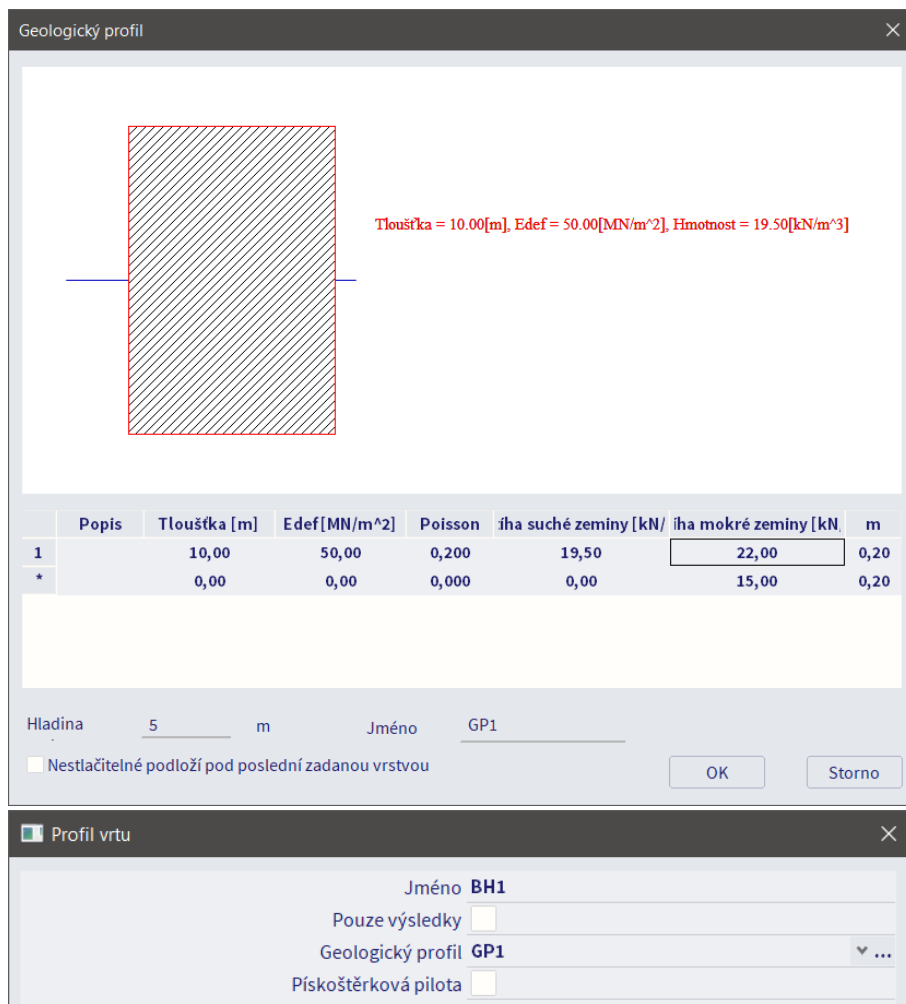 Geologický profil
Tloušťka = 10.00[m], Edef = 50.00[MN/m^2], Hmotnost = 19.50[kN/m^3]
Popis Tloušťka [m] Edef[MN/m^2] Poisson íha suché zeminy [kN/ íha mokré zeminy [kN, m
1 10,00 50,00 0,200 19,50 22,00 0,20
* 0,00 0,00 0,000 0,00 15,00 0,20
Hladina 5 m Jméno GP1
Nestlačitelné podloží pod poslední zadanou vrstvou OK Storno
Profil vrtu
Jméno BH1
Pouze výsledky
Geologický profil GP1 ...
Pískoštěrková pilota